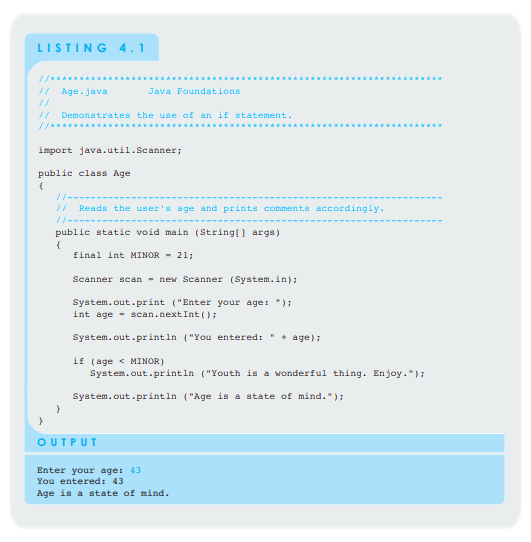 LISTING 4.1
//********************************************************************
//  Age.java       Java Foundations
//
//  Demonstrates the use of an if statement.
//********************************************************************
import java.util.Scanner;
public class Age
{
   //-----------------------------------------------------------------
   //  Reads the user's age and prints comments accordingly.
   //-----------------------------------------------------------------
   public static void main (String[] args)
   {
      final int MINOR = 21;
      Scanner scan = new Scanner (System.in);
      System.out.print ("Enter your age: ");
      int age = scan.nextInt();
      System.out.println ("You entered: " + age);
      if (age < MINOR)
         System.out.println ("Youth is a wonderful thing. Enjoy.");
      System.out.println ("Age is a state of mind.");
   }
}
OUTPUT
Enter your age: 43
You entered: 43
Age is a state of mind.